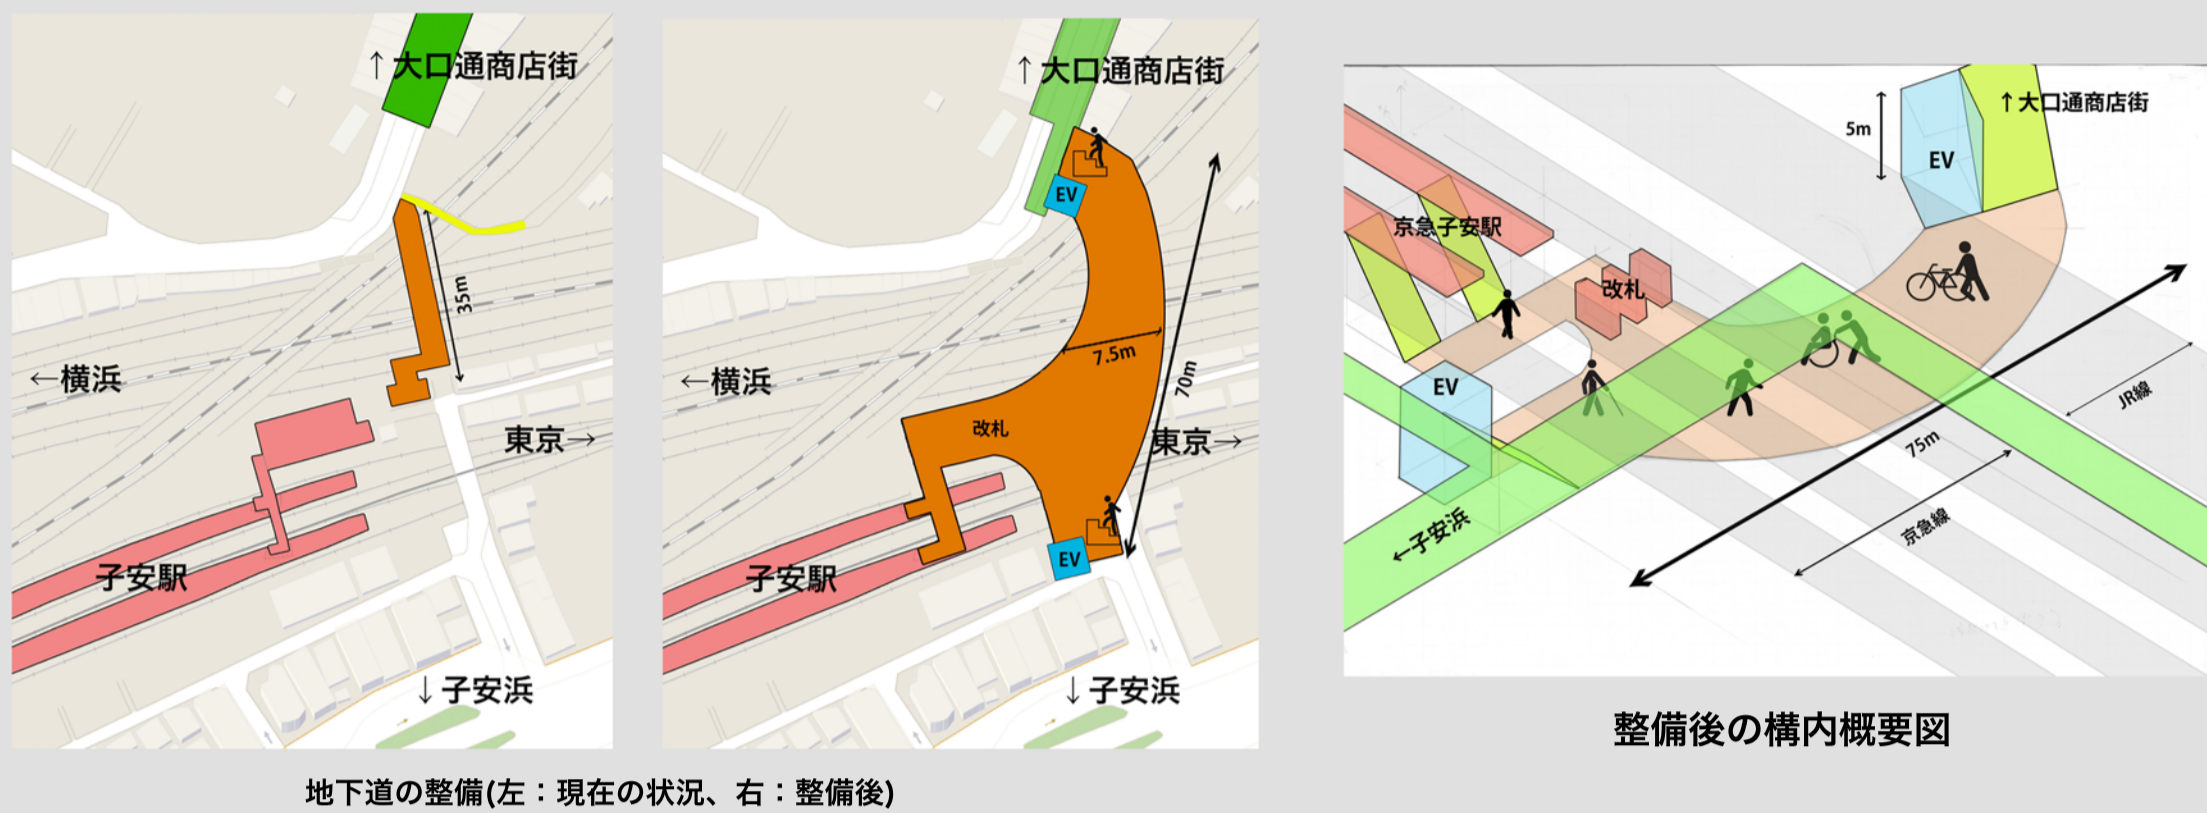 ↑大口通商店街
35m
←横浜
東京→
子安駅
↓子安浜
↑大口通商店街
EV
7.5m
70m
←横浜
改札
東京→
子安駅
EV
↓子安浜
地下道の整備(左：現在の状況、右：整備後)
↑大口通商店街
5m
EV
京急子安駅
改札
EV
JR線
75m
京急線
←子安浜
整備後の構内概要図